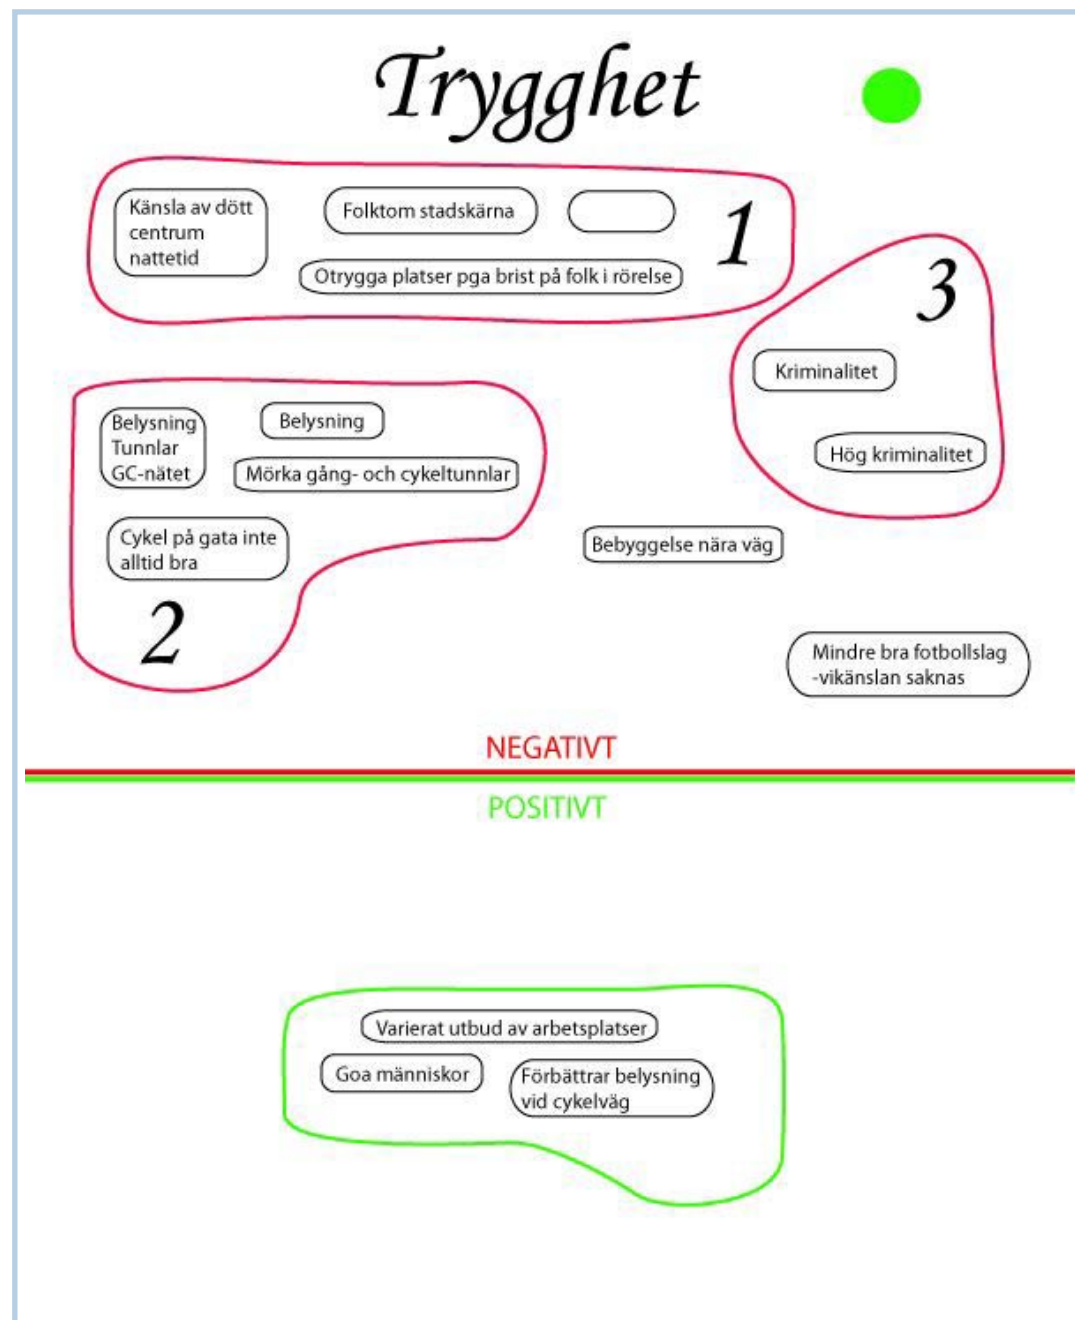 Trygghet
Känsla av dött
centrum
nattetid
Folktom stadskärna
Otrygga platser pga brist på folk i rörelse
1
3
Kriminalitet
Hög kriminalitet
Belysning
Tunnlar
GC-nätet
Belysning
Mörka gång- och cykeltunnlar
Cykel på gata inte
alltid bra
2
Bebyggelse nära väg
Mindre bra fotbollslag
-vikänslan saknas
NEGATIVT
POSITIVT
Varierat utbud av arbetsplatser
Goa människor
Förbättrar belysning
vid cykelväg